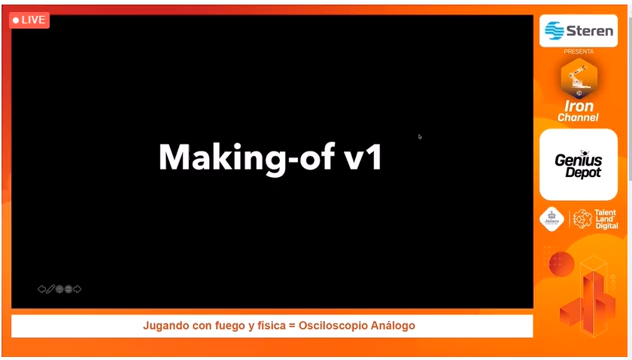 LIVE
Making-of v1
Steren
PRESENTA
Iron
Channel
Genius
Depot
Jalisco
Talent
Land
Digital
Jugando con fuego y física = Osciloscopio Análogo